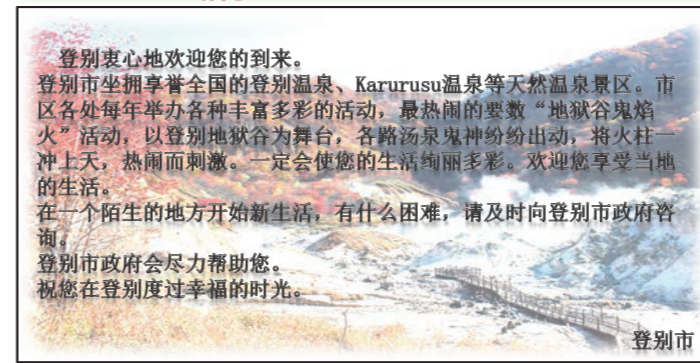 登别衷心地欢迎您的到来。
登别市坐拥享誉全国的登别温泉、Karurusu温泉等天然温泉景区。市
区各处每年举办各种丰富多彩的活动，最热闹的要数“地狱谷鬼焰
火”活动，以登别地狱谷为舞台，各路汤泉鬼神纷纷出动，将火柱一
冲上天，热闹而刺激。一定会使您的生活绚丽多彩。欢迎您享受当地
的生活。
在一个陌生的地方开始新生活，有什么困难，请及时向登别市政府咨
询。
登别市政府会尽力帮助您。
祝您在登别度过幸福的时光。
登别市